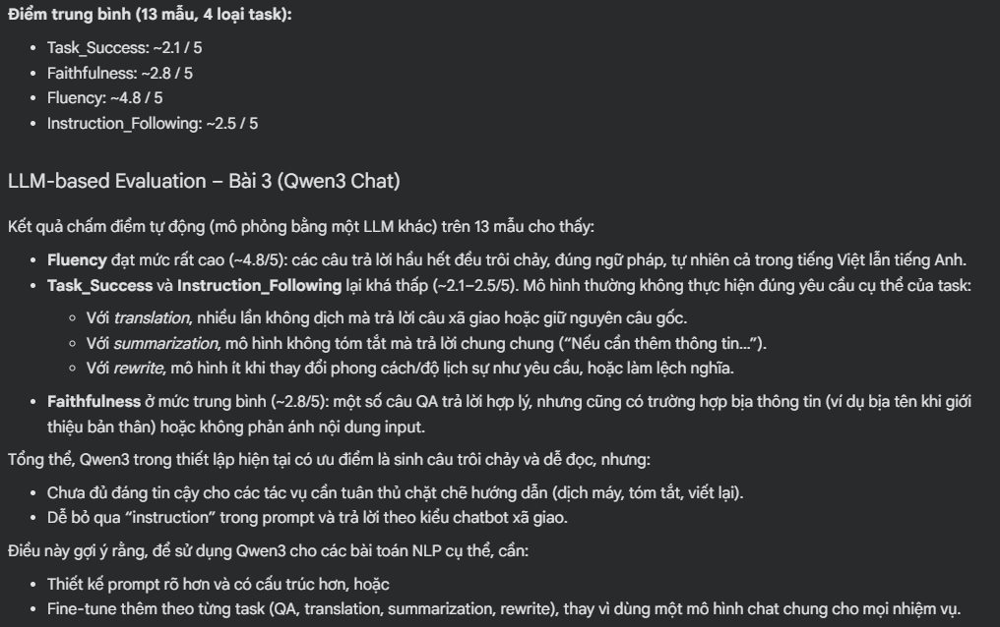 Điểm trung bình (13 mẫu, 4 loại task):
• Task_Success: ~2.1 / 5
• Faithfulness: ~2.8 / 5
• Fluency: ~4.8 / 5
• Instruction_Following: ~2.5 / 5
LLM-based Evaluation – Bài 3 (Qwen3 Chat)
Kết quả chấm điểm tự động (mô phỏng bằng một LLM khác) trên 13 mẫu cho thấy:
• Fluency đạt mức rất cao (~4.8/5): các câu trả lời hầu hết đều trôi chảy, đúng ngữ pháp, tự nhiên cả trong tiếng Việt lẫn tiếng Anh.
• Task_Success và Instruction_Following lại khá thấp (~2.1–2.5/5). Mô hình thường không thực hiện đúng yêu cầu cụ thể của task:
◦ Với translation, nhiều lần không dịch mà trả lời câu xã giao hoặc giữ nguyên câu gốc.
◦ Với summarization, mô hình không tóm tắt mà trả lời chung chung (“Nếu cần thêm thông tin…”).
◦ Với rewrite, mô hình ít khi thay đổi phong cách/độ lịch sự như yêu cầu, hoặc làm lệch nghĩa.
• Faithfulness ở mức trung bình (~2.8/5): một số câu QA trả lời hợp lý, nhưng cũng có trường hợp bịa thông tin (ví dụ bịa tên khi giới
thiệu bản thân) hoặc không phản ánh nội dung input.
Tổng thể, Qwen3 trong thiết lập hiện tại có ưu điểm là sinh câu trôi chảy và dễ đọc, nhưng:
• Chưa đủ đáng tin cậy cho các tác vụ cần tuân thủ chặt chẽ hướng dẫn (dịch máy, tóm tắt, viết lại).
• Dễ bỏ qua “instruction” trong prompt và trả lời theo kiểu chatbot xã giao.
Điều này gợi ý rằng, để sử dụng Qwen3 cho các bài toán NLP cụ thể, cần:
• Thiết kế prompt rõ hơn và có cấu trúc hơn, hoặc
• Fine-tune thêm theo từng task (QA, translation, summarization, rewrite), thay vì dùng một mô hình chat chung cho mọi nhiệm vụ.